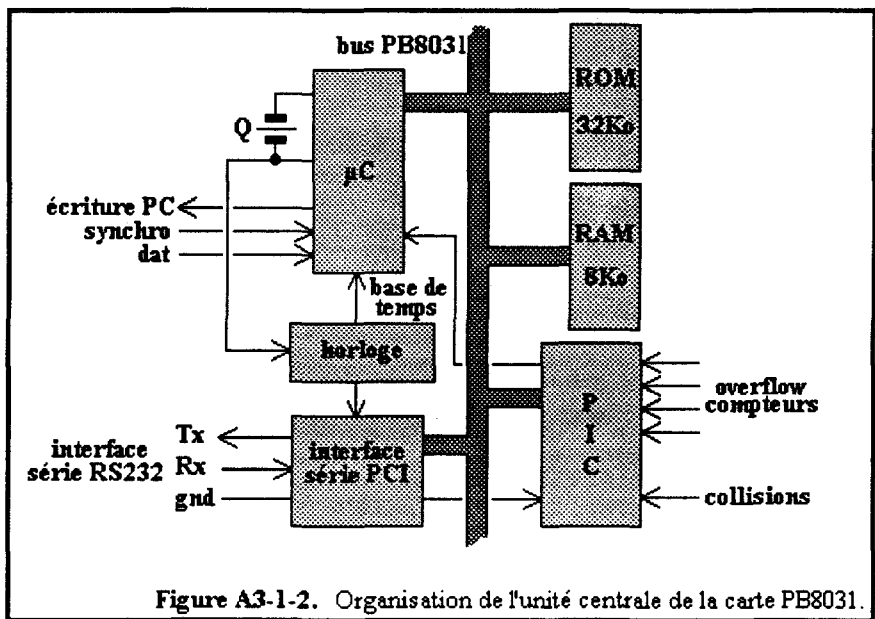 bus PB8031
ROM
32Ko
Q
µC
écriture PC
synchro
dat
RAM
8Ko
base de
temps
horloge
P
I
C
overflow
compteurs
Tx
interface
série RS232
Rx
gnd
interface
série PCI
collisions
Figure A3-1-2. Organisation de l'unité centrale de la carte PB8031.